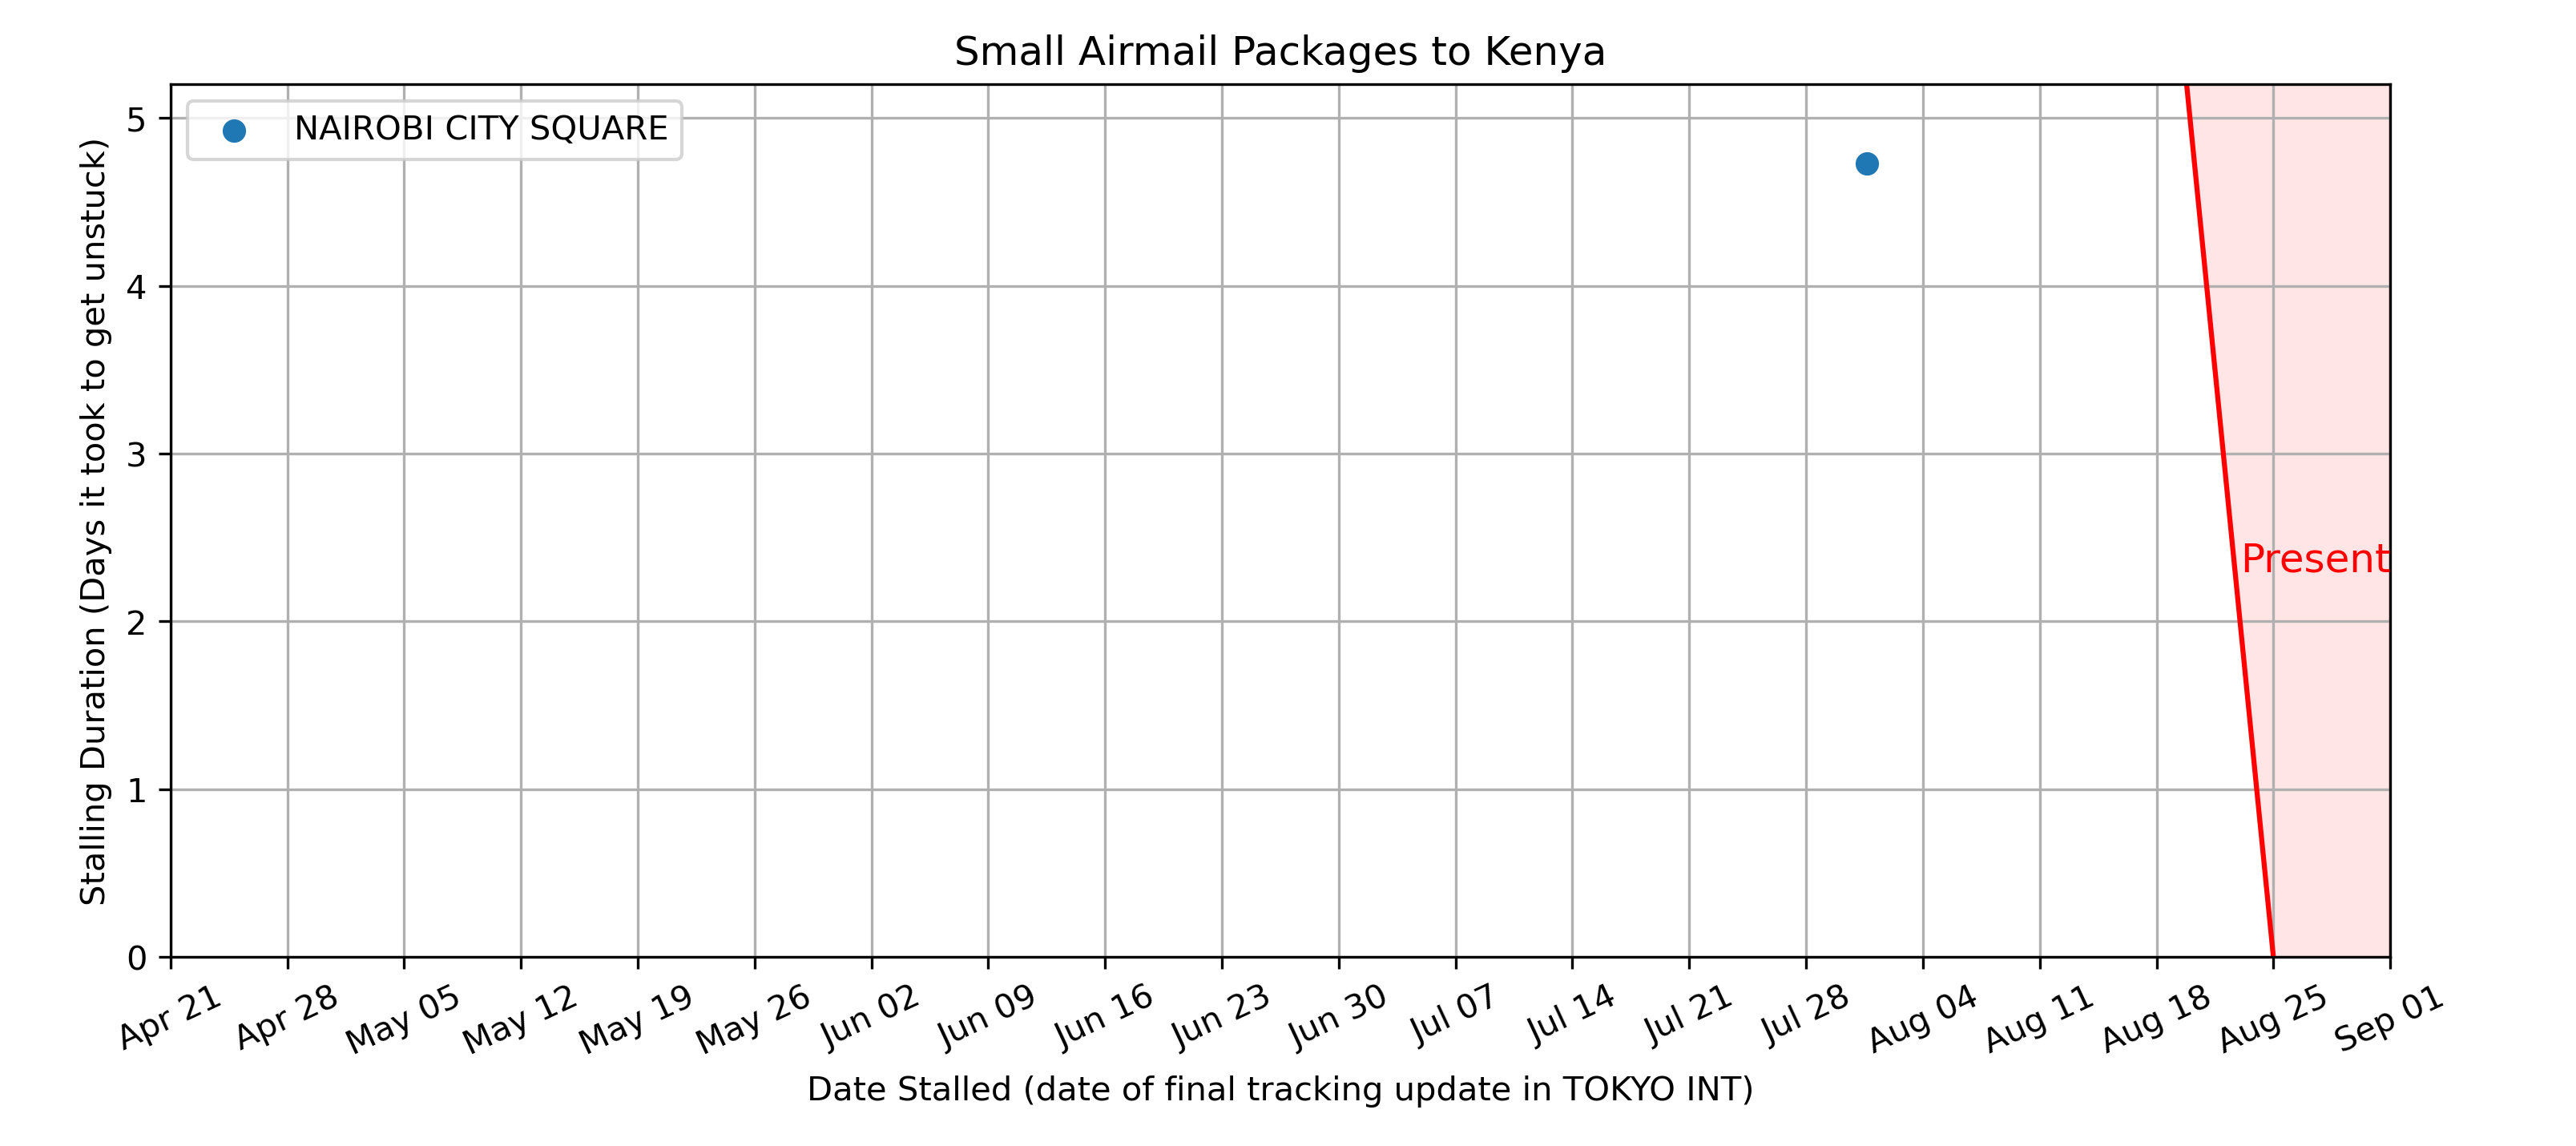 Small Airmail Packages to Kenya
NAIROBI CITY SQUARE
Stalling Duration (Days it took to get unstuck)
5
4
3
2
1
0
Present
Apr 21
Apr 28
May 05
May 12
May 19
May 26
Jun 02
Jun 09
Jun 16
Jun 23
Jun 30
Jul 07
Jul 14
Jul 21
Jul 28
Aug 04
Aug 11
Aug 18
Aug 25
Sep 01
Date Stalled (date of final tracking update in TOKYO INT)